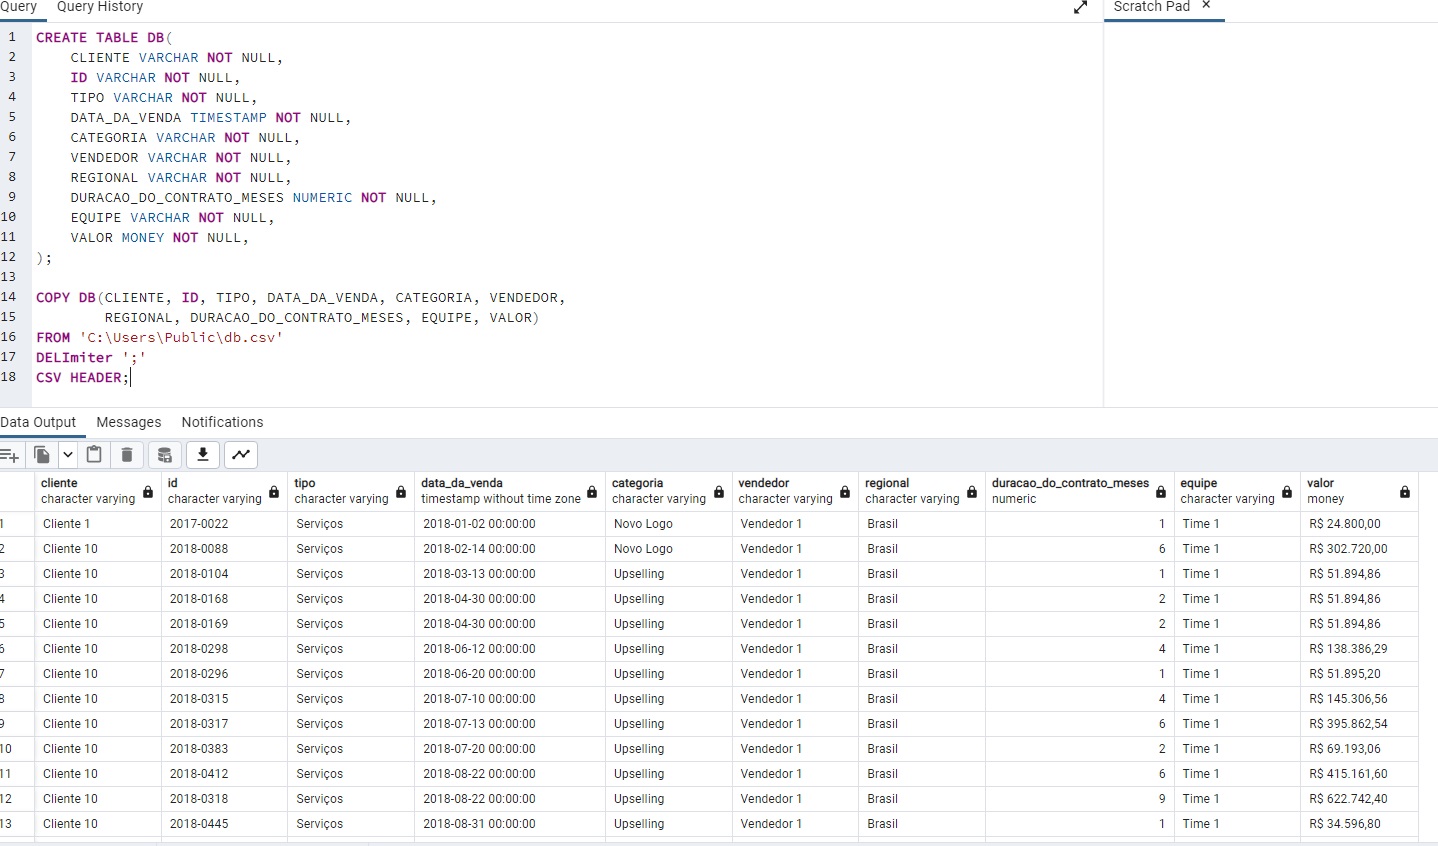 Query Query History Scratch Pad ×
1 CREATE TABLE DB(
2 CLIENTE VARCHAR NOT NULL,
3 ID VARCHAR NOT NULL,
4 TIPO VARCHAR NOT NULL,
5 DATA_DA_VENDA TIMESTAMP NOT NULL,
6 CATEGORIA VARCHAR NOT NULL,
7 VENDEDOR VARCHAR NOT NULL,
8 REGIONAL VARCHAR NOT NULL,
9 DURACAO_DO_CONTRATO_MESES NUMERIC NOT NULL,
10 EQUIPE VARCHAR NOT NULL,
11 VALOR MONEY NOT NULL,
12 );
13
14 COPY DB(CLIENTE, ID, TIPO, DATA_DA_VENDA, CATEGORIA, VENDEDOR,
15 REGIONAL, DURACAO_DO_CONTRATO_MESES, EQUIPE, VALOR)
16 FROM 'C:\Users\Public\db.csv'
17 DELImiter ';'
18 CSV HEADER;
Data Output Messages Notifications
cliente id tipo data_da_venda categoria vendedor regional duracao_do_contrato_meses equipe valor
character varying character varying character varying timestamp without time zone character varying character varying character varying numeric character varying money
1 Cliente 1 2017-0022 Serviços 2018-01-02 00:00:00 Novo Logo Vendedor 1 Brasil 1 Time 1 R$ 24.800,00
2 Cliente 10 2018-0088 Serviços 2018-02-14 00:00:00 Novo Logo Vendedor 1 Brasil 6 Time 1 R$ 302.720,00
3 Cliente 10 2018-0104 Serviços 2018-03-13 00:00:00 Upselling Vendedor 1 Brasil 1 Time 1 R$ 51.894,86
4 Cliente 10 2018-0168 Serviços 2018-04-30 00:00:00 Upselling Vendedor 1 Brasil 2 Time 1 R$ 51.894,86
5 Cliente 10 2018-0169 Serviços 2018-04-30 00:00:00 Upselling Vendedor 1 Brasil 2 Time 1 R$ 51.894,86
6 Cliente 10 2018-0298 Serviços 2018-06-12 00:00:00 Upselling Vendedor 1 Brasil 4 Time 1 R$ 138.386,29
7 Cliente 10 2018-0296 Serviços 2018-06-20 00:00:00 Upselling Vendedor 1 Brasil 1 Time 1 R$ 51.895,20
8 Cliente 10 2018-0315 Serviços 2018-07-10 00:00:00 Upselling Vendedor 1 Brasil 4 Time 1 R$ 145.306,56
9 Cliente 10 2018-0317 Serviços 2018-07-13 00:00:00 Upselling Vendedor 1 Brasil 6 Time 1 R$ 395.862,54
10 Cliente 10 2018-0383 Serviços 2018-07-20 00:00:00 Upselling Vendedor 1 Brasil 2 Time 1 R$ 69.193,06
11 Cliente 10 2018-0412 Serviços 2018-08-22 00:00:00 Upselling Vendedor 1 Brasil 6 Time 1 R$ 415.161,60
12 Cliente 10 2018-0318 Serviços 2018-08-22 00:00:00 Upselling Vendedor 1 Brasil 9 Time 1 R$ 622.742,40
13 Cliente 10 2018-0445 Serviços 2018-08-31 00:00:00 Upselling Vendedor 1 Brasil 1 Time 1 R$ 34.596,80